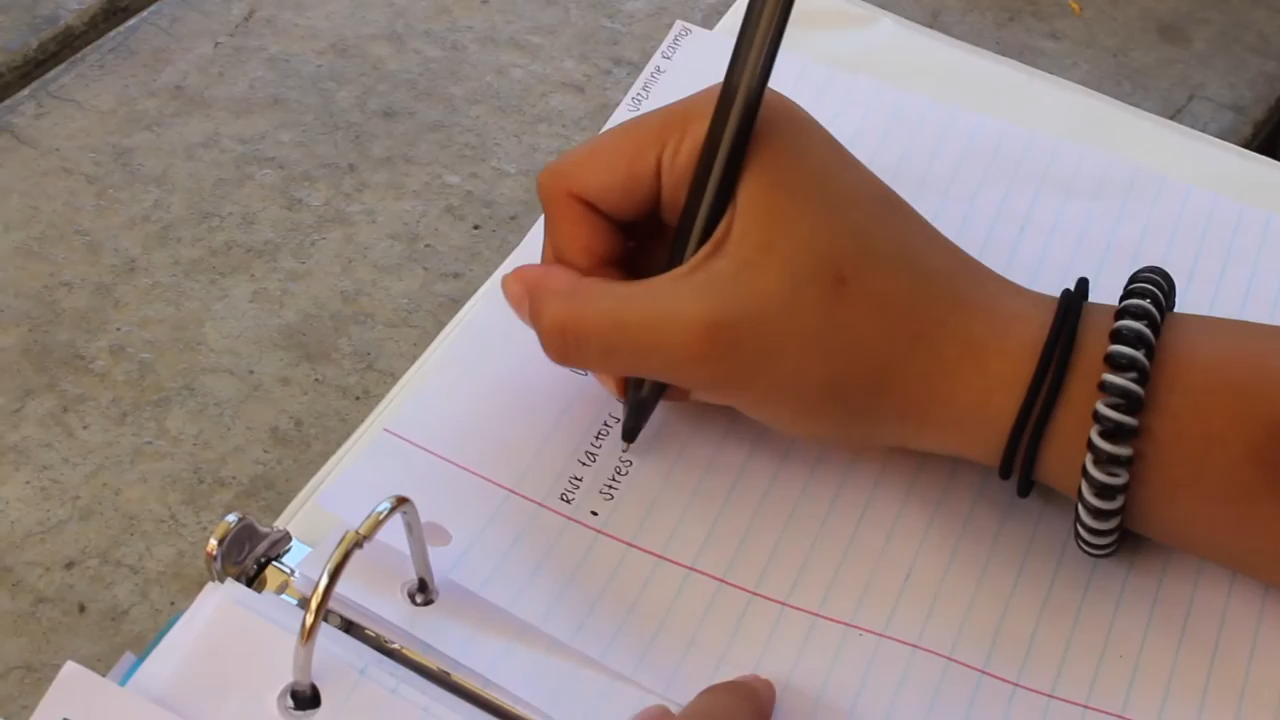 Jazmine Ramos
Risk factors
• stres